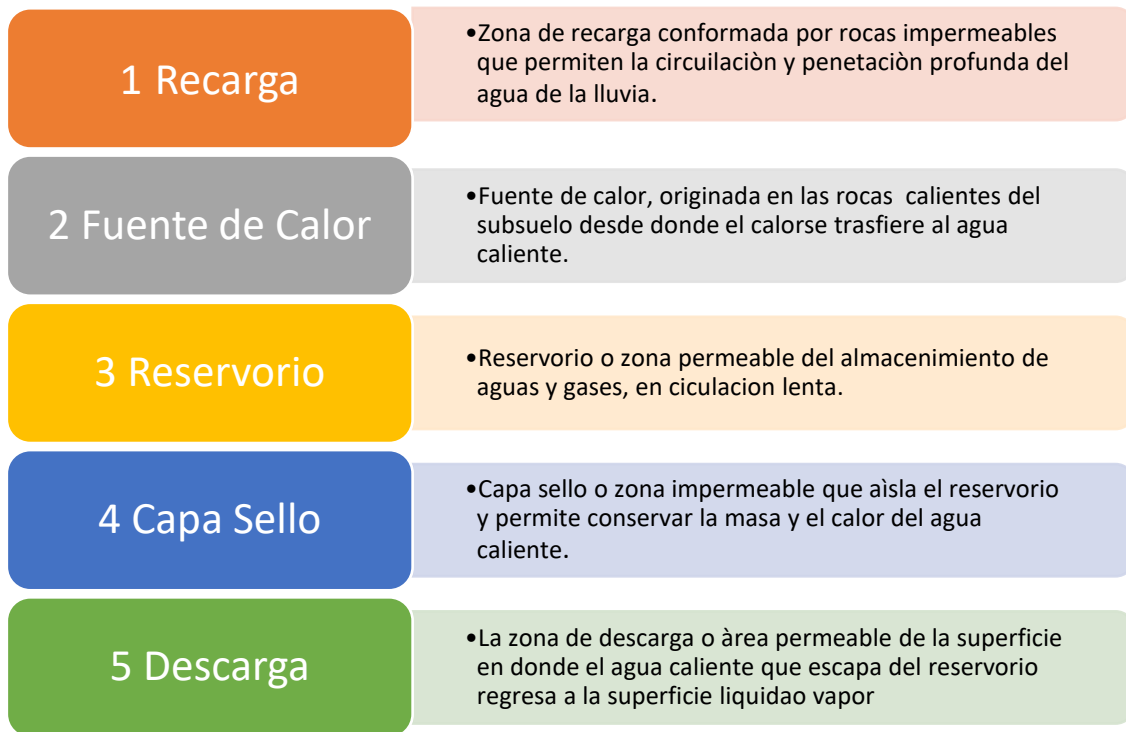 1 Recarga
•Zona de recarga conformada por rocas impermeables
que permiten la circuilaciòn y penetaciòn profunda del
agua de la lluvia.
2 Fuente de Calor
•Fuente de calor, originada en las rocas calientes del
subsuelo desde donde el calorse trasfiere al agua
caliente.
3 Reservorio
•Reservorio o zona permeable del almacenimiento de
aguas y gases, en ciculacion lenta.
4 Capa Sello
•Capa sello o zona impermeable que aìsla el reservorio
y permite conservar la masa y el calor del agua
caliente.
5 Descarga
•La zona de descarga o àrea permeable de la superficie
en donde el agua caliente que escapa del reservorio
regresa a la superficie liquidao vapor